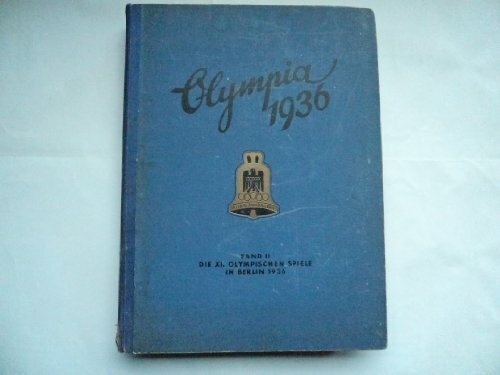 Olympia
1936
BAND II
DIE XI. OLYMPISCHEN SPIELE
IN BERLIN 1936